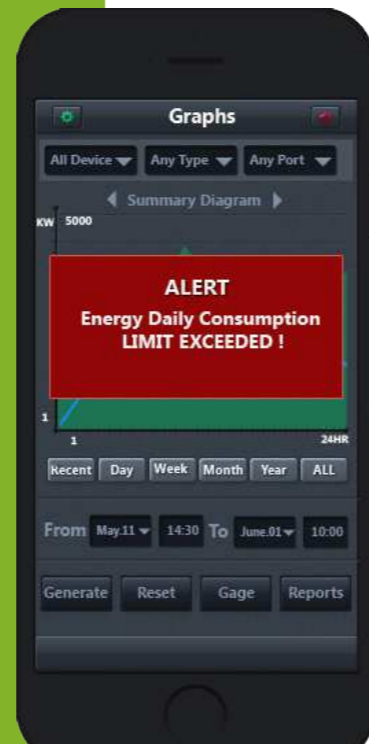 Graphs
All Device Any Type Any Port
Summary Diagram
KW 5000
ALERT
Energy Daily Consumption
LIMIT EXCEEDED !
1
1 24HR
Recent Day Week Month Year ALL
From May.11 14:30 To June.01 10:00
Generate Reset Gage Reports